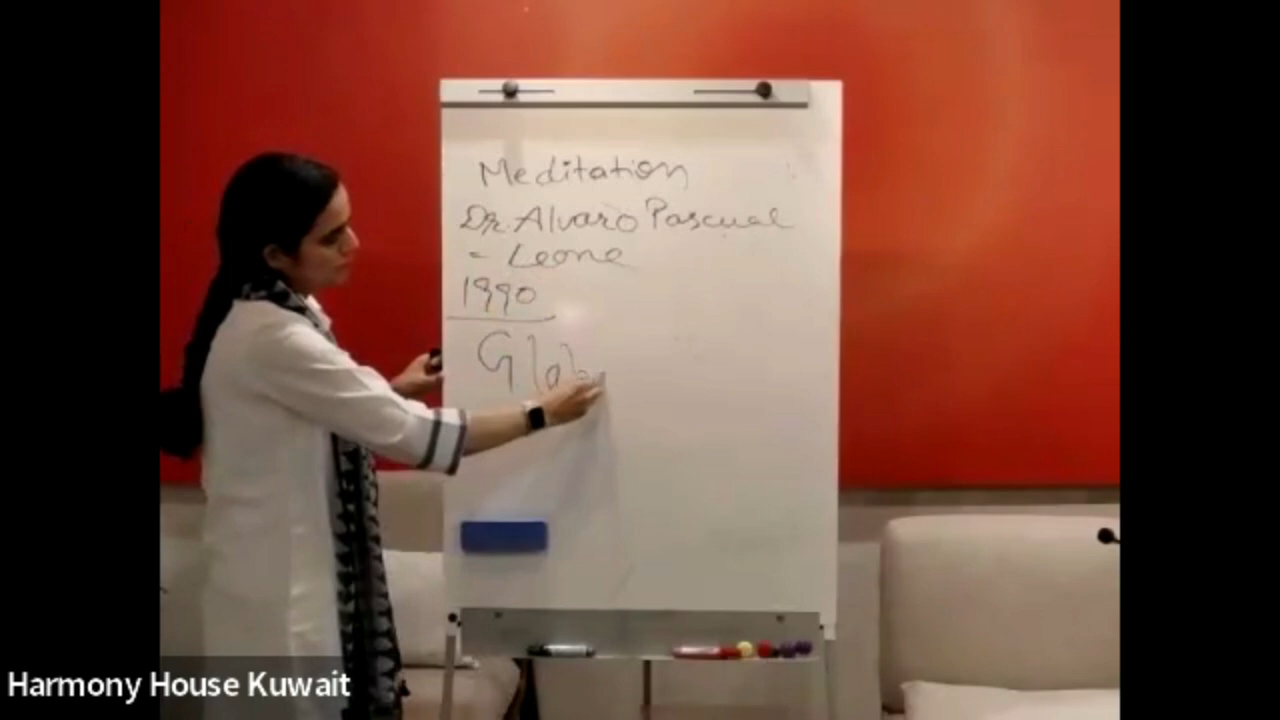 Meditation
Dr. Alvaro Pascual
- Leone
1990
Harmony House Kuwait